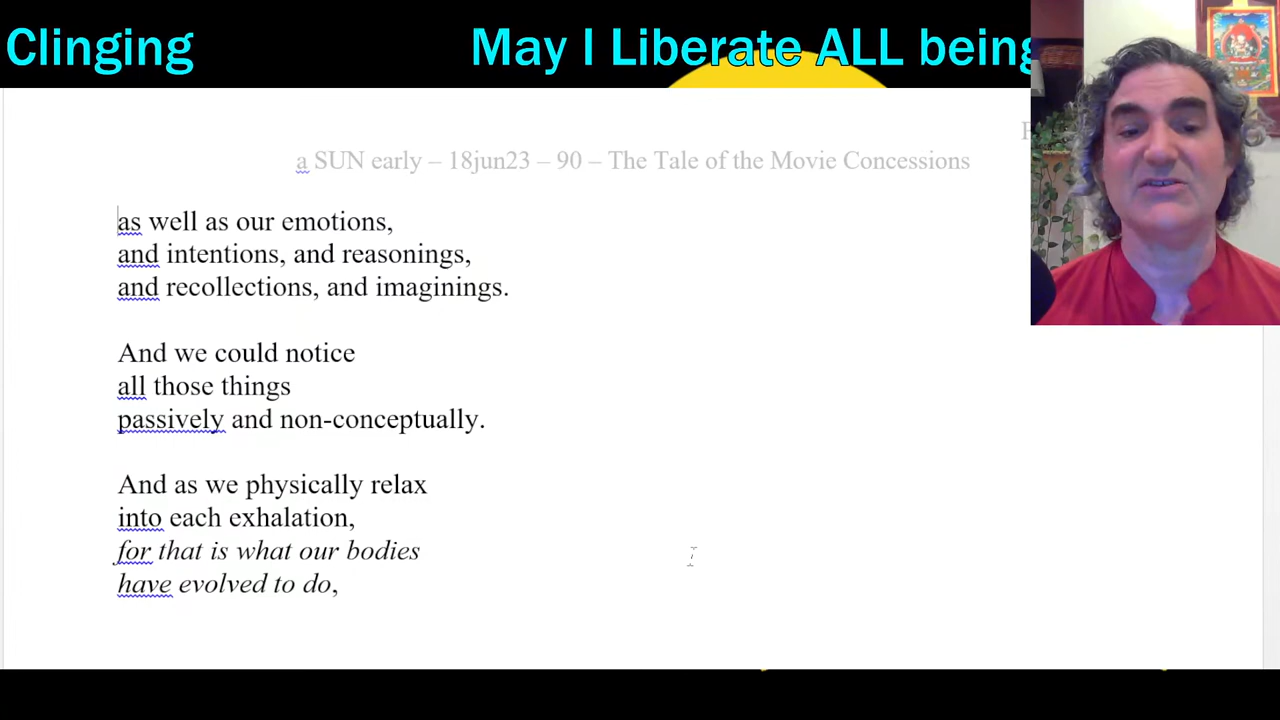 Clinging May I Liberate ALL being
a SUN early – 18jun23 – 90 – The Tale of the Movie Concessions
as well as our emotions,
and intentions, and reasonings,
and recollections, and imaginings.
And we could notice
all those things
passively and non-conceptually.
And as we physically relax
into each exhalation,
for that is what our bodies
have evolved to do,